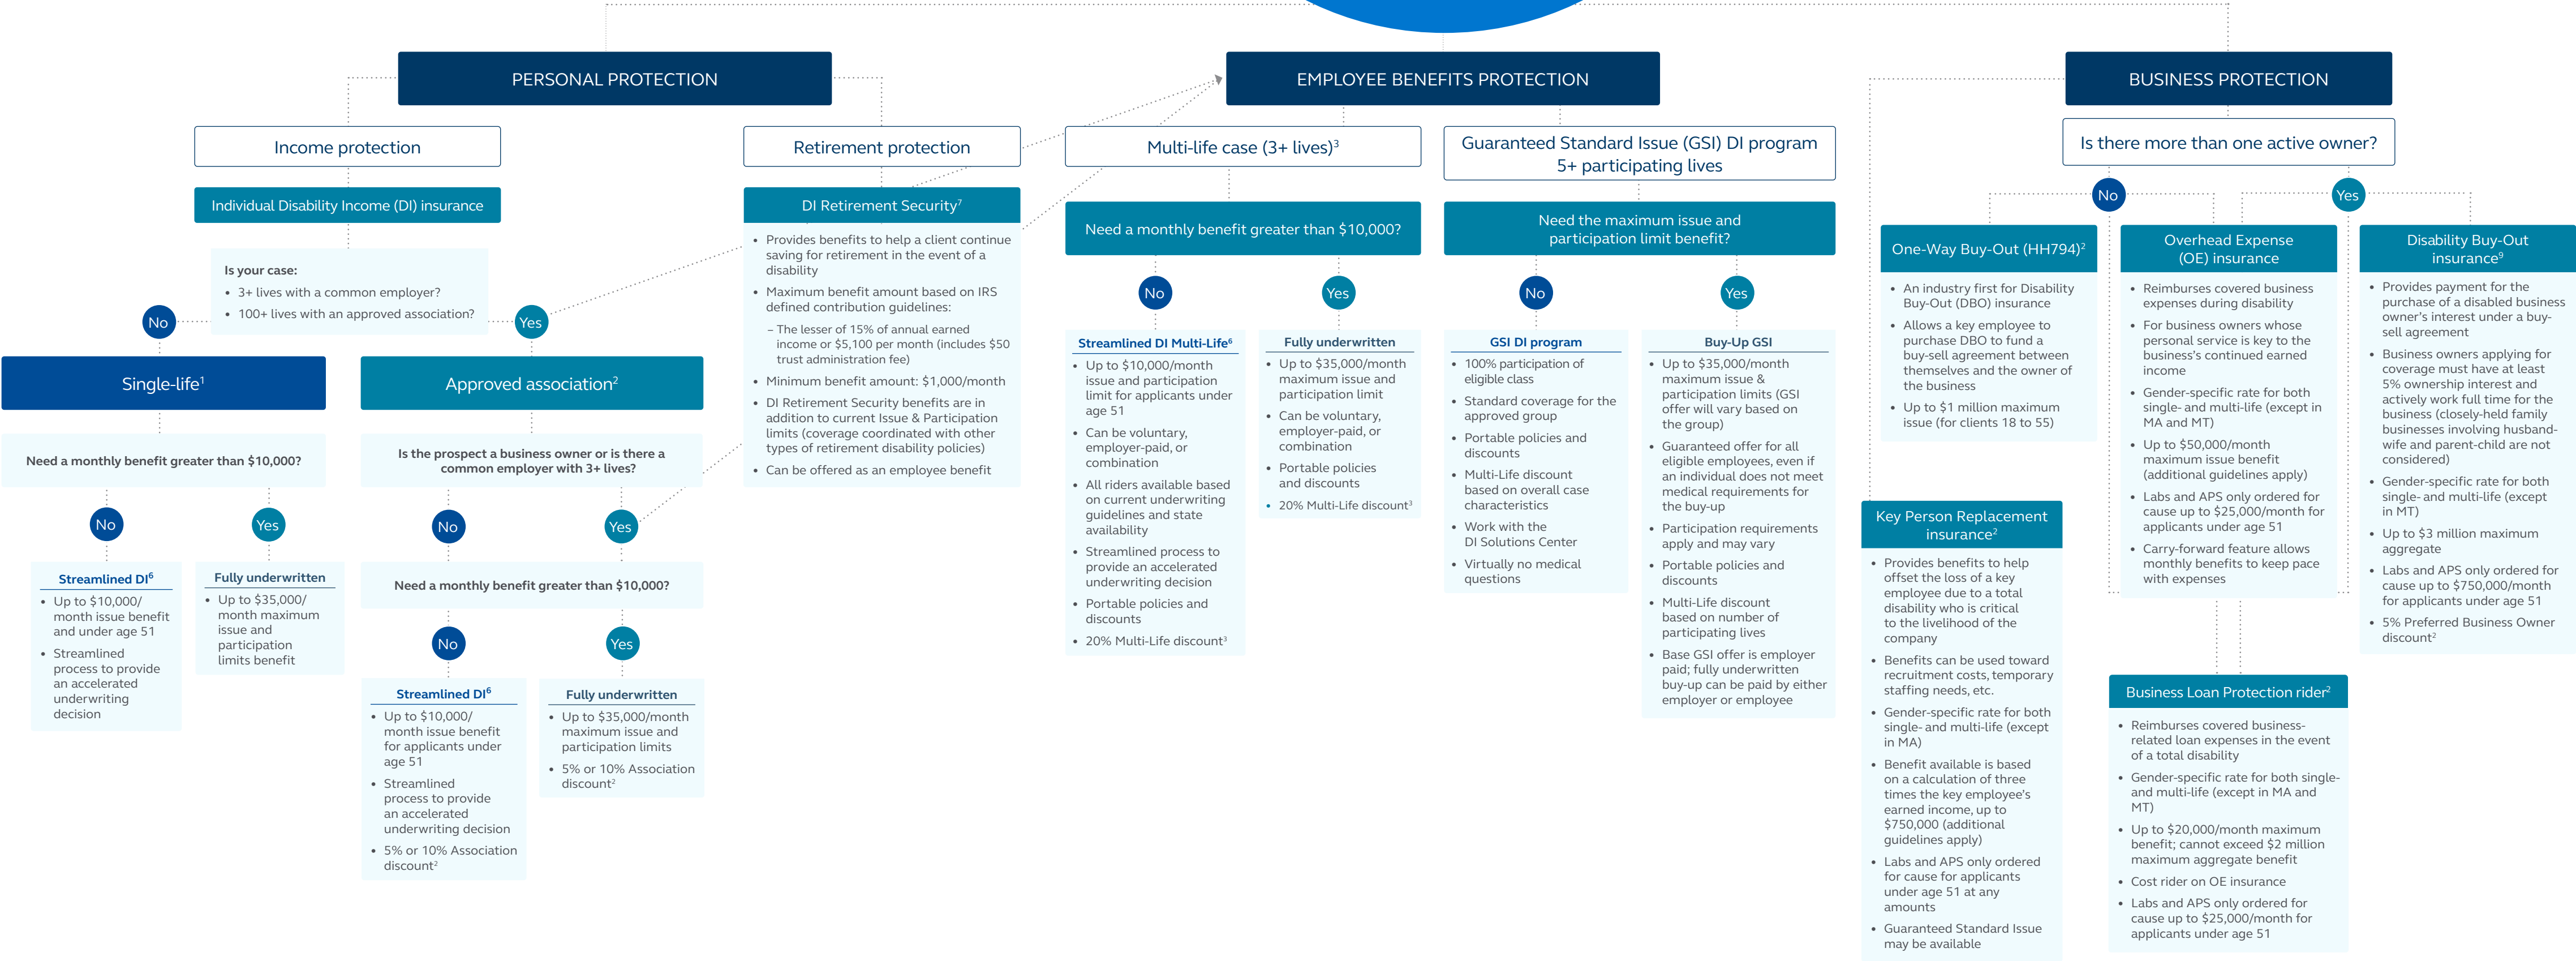 PERSONAL PROTECTION
Income protection
Individual Disability Income (DI) insurance
Is your case:
• 3+ lives with a common employer?
• 100+ lives with an approved association?
No
Yes
Single-life1
Need a monthly benefit greater than $10,000?
No
Yes
Streamlined DI6
• Up to $10,000/
month issue benefit
and under age 51
• Streamlined
process to provide
an accelerated
underwriting
decision
Fully underwritten
• Up to $35,000/
month maximum
issue and
participation
limits benefit
Approved association2
Is the prospect a business owner or is there a
common employer with 3+ lives?
No
Yes
Need a monthly benefit greater than $10,000?
No
Yes
Streamlined DI6
• Up to $10,000/
month issue benefit
for applicants under
age 51
• Streamlined
process to provide
an accelerated
underwriting decision
• 5% or 10% Association
discount2
Fully underwritten
• Up to $35,000/month
maximum issue and
participation limits
• 5% or 10% Association
discount2
Retirement protection
DI Retirement Security7
• Provides benefits to help a client continue
saving for retirement in the event of a
disability
• Maximum benefit amount based on IRS
defined contribution guidelines:
– The lesser of 15% of annual earned
income or $5,100 per month (includes $50
trust administration fee)
• Minimum benefit amount: $1,000/month
• DI Retirement Security benefits are in
addition to current Issue & Participation
limits (coverage coordinated with other
types of retirement disability policies)
• Can be offered as an employee benefit
EMPLOYEE BENEFITS PROTECTION
Multi-life case (3+ lives)3
Need a monthly benefit greater than $10,000?
No
Yes
Streamlined DI Multi-Life6
• Up to $10,000/month
issue and participation
limit for applicants under
age 51
• Can be voluntary,
employer-paid, or
combination
• All riders available based
on current underwriting
guidelines and state
availability
• Streamlined process to
provide an accelerated
underwriting decision
• Portable policies and
discounts
• 20% Multi-Life discount3
Fully underwritten
• Up to $35,000/month
maximum issue and
participation limit
• Can be voluntary,
employer-paid, or
combination
• Portable policies
and discounts
• 20% Multi-Life discount3
Guaranteed Standard Issue (GSI) DI program
5+ participating lives
Need the maximum issue and
participation limit benefit?
No
Yes
GSI DI program
• 100% participation of
eligible class
• Standard coverage for the
approved group
• Portable policies and
discounts
• Multi-Life discount
based on overall case
characteristics
• Work with the
DI Solutions Center
• Virtually no medical
questions
Buy-Up GSI
• Up to $35,000/month
maximum issue &
participation limits (GSI
offer will vary based on
the group)
• Guaranteed offer for all
eligible employees, even if
an individual does not meet
medical requirements for
the buy-up
• Participation requirements
apply and may vary
• Portable policies and
discounts
• Multi-Life discount
based on number of
participating lives
• Base GSI offer is employer
paid; fully underwritten
buy-up can be paid by either
employer or employee
BUSINESS PROTECTION
Is there more than one active owner?
No
Yes
One-Way Buy-Out (HH794)2
• An industry first for Disability
Buy-Out (DBO) insurance
• Allows a key employee to
purchase DBO to fund a
buy-sell agreement between
themselves and the owner of
the business
• Up to $1 million maximum
issue (for clients 18 to 55)
Key Person Replacement
insurance2
• Provides benefits to help
offset the loss of a key
employee due to a total
disability who is critical
to the livelihood of the
company
• Benefits can be used toward
recruitment costs, temporary
staffing needs, etc.
• Gender-specific rate for both
single- and multi-life (except
in MA)
• Benefit available is based
on a calculation of three
times the key employee's
earned income, up to
$750,000 (additional
guidelines apply)
• Labs and APS only ordered
for cause for applicants
under age 51 at any
amounts
• Guaranteed Standard Issue
may be available
Overhead Expense
(OE) insurance
• Reimburses covered business
expenses during disability
• For business owners whose
personal service is key to the
business's continued earned
income
• Gender-specific rate for both
single- and multi-life (except in
MA and MT)
• Up to $50,000/month
maximum issue benefit
(additional guidelines apply)
• Labs and APS only ordered for
cause up to $25,000/month for
applicants under age 51
• Carry-forward feature allows
monthly benefits to keep pace
with expenses
Business Loan Protection rider2
• Reimburses covered business-
related loan expenses in the event
of a total disability
• Gender-specific rate for both single-
and multi-life (except in MA and
MT)
• Up to $20,000/month maximum
benefit; cannot exceed $2 million
maximum aggregate benefit
• Cost rider on OE insurance
• Labs and APS only ordered for
cause up to $25,000/month for
applicants under age 51
Disability Buy-Out
insurance9
• Provides payment for the
purchase of a disabled business
owner's interest under a buy-
sell agreement
• Business owners applying for
coverage must have at least
5% ownership interest and
actively work full time for the
business (closely-held family
businesses involving husband-
wife and parent-child are not
considered)
• Gender-specific rate for both
single- and multi-life (except
in MT)
• Up to $3 million maximum
aggregate
• Labs and APS only ordered for
cause up to $750,000/month
for applicants under age 51
• 5% Preferred Business Owner
discount2